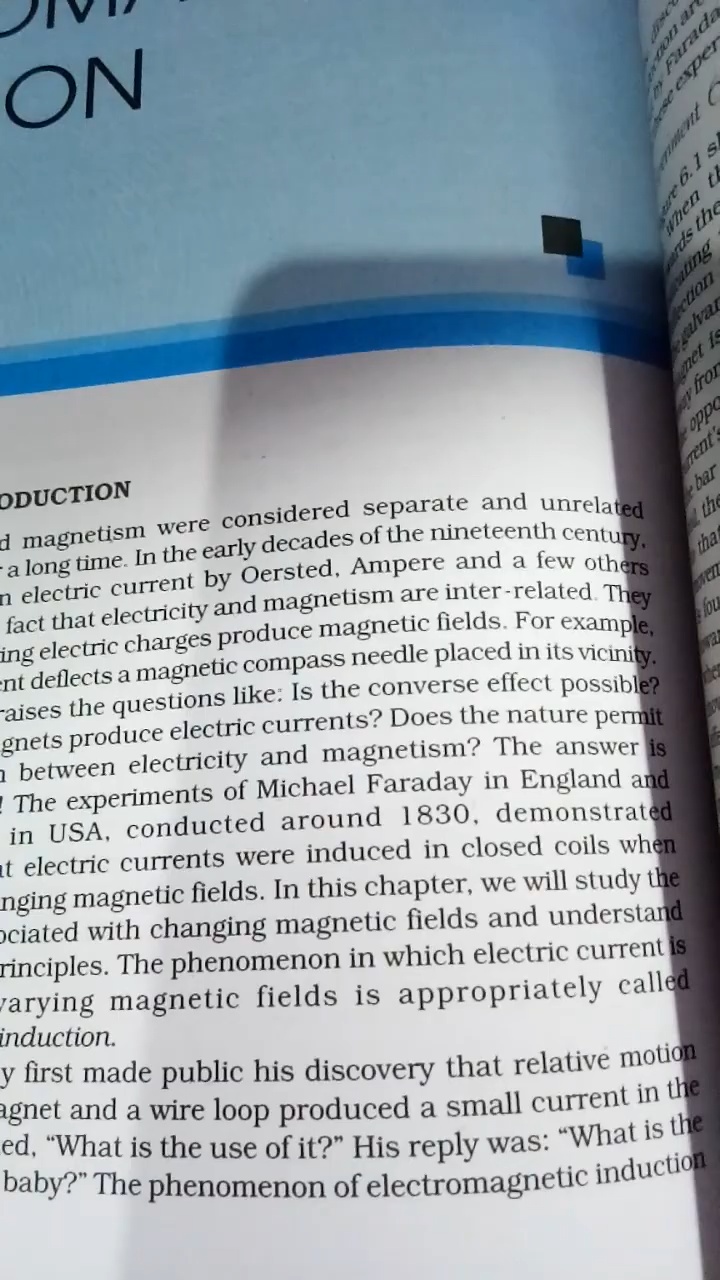 ON
ODUCTION
d magnetism were considered separate and unrelated
a long time. In the early decades of the nineteenth century,
n electric current by Oersted, Ampere and a few others
fact that electricity and magnetism are inter-related. They
ing electric charges produce magnetic fields. For example,
ent deflects a magnetic compass needle placed in its vicinity.
raises the questions like: Is the converse effect possible?
gnets produce electric currents? Does the nature permit
n between electricity and magnetism? The answer is
! The experiments of Michael Faraday in England and
in USA, conducted around 1830, demonstrated
at electric currents were induced in closed coils when
nging magnetic fields. In this chapter, we will study the
ociated with changing magnetic fields and understand
rinciples. The phenomenon in which electric current is
varying magnetic fields is appropriately called
induction.
y first made public his discovery that relative motion
agnet and a wire loop produced a small current in the
ed, “What is the use of it?” His reply was: “What is the
baby?” The phenomenon of electromagnetic induction